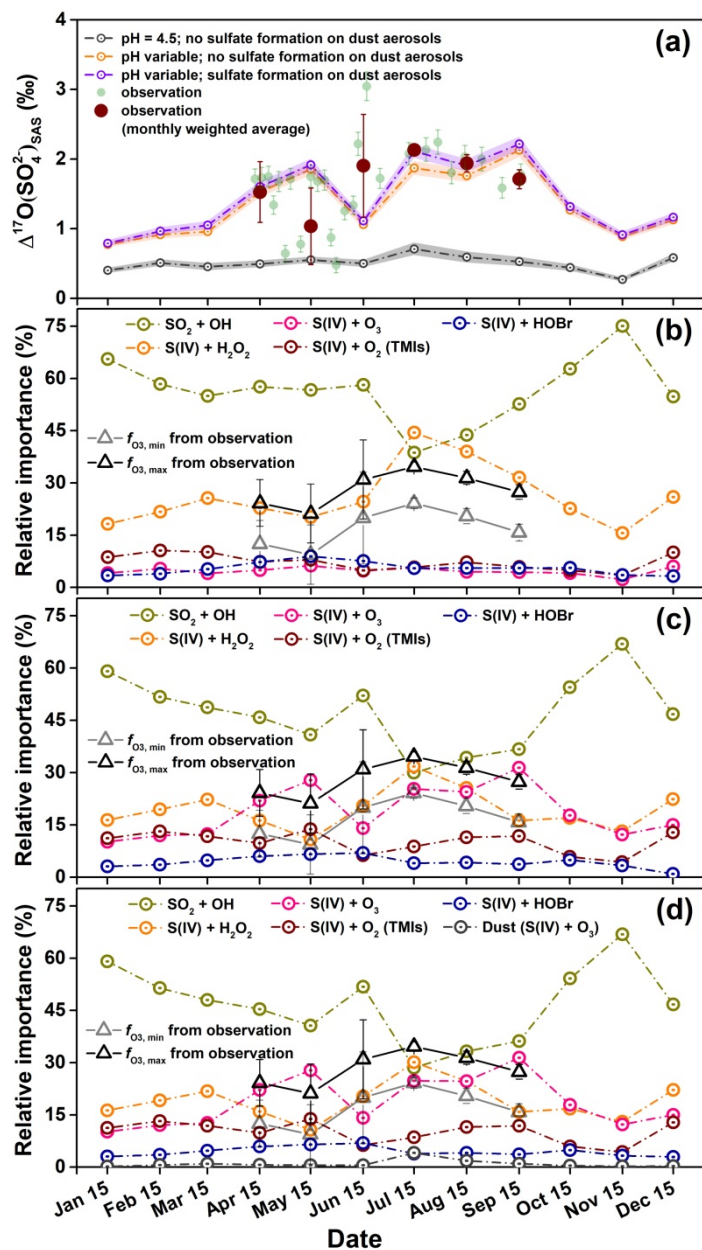 (a)
pH = 4.5; no sulfate formation on dust aerosols
pH variable; no sulfate formation on dust aerosols
pH variable; sulfate formation on dust aerosols
observation
observation
(monthly weighted average)
Δ¹⁷O(SO₄²⁻)SAS (‰)
4
3
2
1
0
(b)
SO₂ + OH
S(IV) + O₃
S(IV) + HOBr
S(IV) + H₂O₂
S(IV) + O₂ (TMIs)
fO3, min from observation
fO3, max from observation
Relative importance (%)
75
60
45
30
15
0
(c)
SO₂ + OH
S(IV) + O₃
S(IV) + HOBr
S(IV) + H₂O₂
S(IV) + O₂ (TMIs)
fO3, min from observation
fO3, max from observation
Relative importance (%)
75
60
45
30
15
0
(d)
SO₂ + OH
S(IV) + O₃
S(IV) + HOBr
S(IV) + H₂O₂
S(IV) + O₂ (TMIs)
Dust (S(IV) + O₃)
fO3, min from observation
fO3, max from observation
Relative importance (%)
75
60
45
30
15
0
Jan 15
Feb 15
Mar 15
Apr 15
May 15
Jun 15
Jul 15
Aug 15
Sep 15
Oct 15
Nov 15
Dec 15
Date